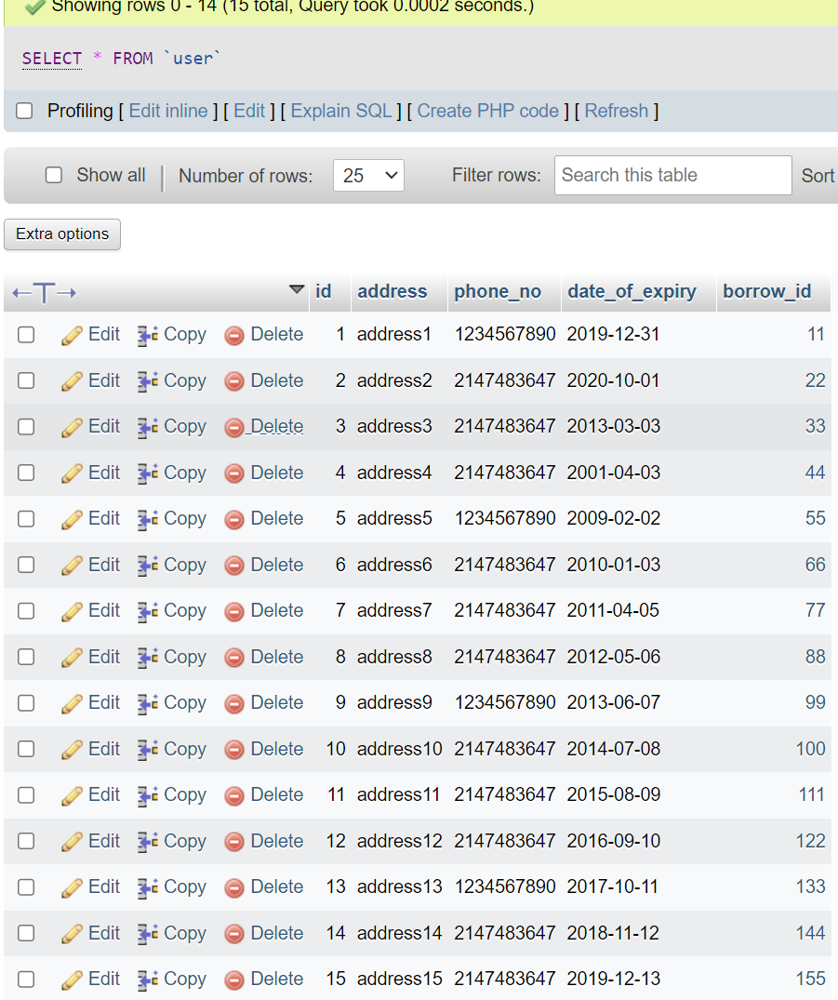 Showing rows 0 - 14 (15 total, Query took 0.0002 seconds.)
SELECT * FROM `user`
Profiling [ Edit inline ] [ Edit ] [ Explain SQL ] [ Create PHP code ] [ Refresh ]
Show all | Number of rows: 25 Filter rows: Search this table Sort
Extra options
←T→ id address phone_no date_of_expiry borrow_id
Edit Copy Delete 1 address1 1234567890 2019-12-31 11
Edit Copy Delete 2 address2 2147483647 2020-10-01 22
Edit Copy Delete 3 address3 2147483647 2013-03-03 33
Edit Copy Delete 4 address4 2147483647 2001-04-03 44
Edit Copy Delete 5 address5 1234567890 2009-02-02 55
Edit Copy Delete 6 address6 2147483647 2010-01-03 66
Edit Copy Delete 7 address7 2147483647 2011-04-05 77
Edit Copy Delete 8 address8 2147483647 2012-05-06 88
Edit Copy Delete 9 address9 1234567890 2013-06-07 99
Edit Copy Delete 10 address10 2147483647 2014-07-08 100
Edit Copy Delete 11 address11 2147483647 2015-08-09 111
Edit Copy Delete 12 address12 2147483647 2016-09-10 122
Edit Copy Delete 13 address13 1234567890 2017-10-11 133
Edit Copy Delete 14 address14 2147483647 2018-11-12 144
Edit Copy Delete 15 address15 2147483647 2019-12-13 155